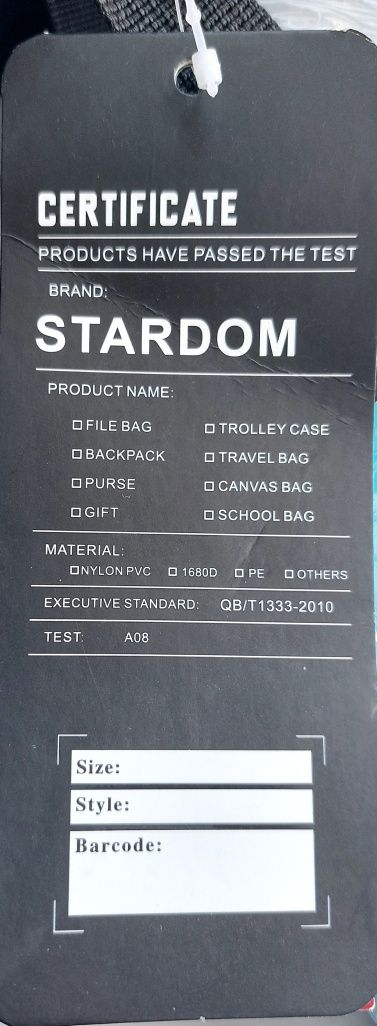 CERTIFICATE
PRODUCTS HAVE PASSED THE TEST
BRAND:
STARDOM
PRODUCT NAME:
☐ FILE BAG ☐ TROLLEY CASE
☐ BACKPACK ☐ TRAVEL BAG
☐ PURSE ☐ CANVAS BAG
☐ GIFT ☐ SCHOOL BAG
MATERIAL:
☐ NYLON PVC ☐ 1680D ☐ PE ☐ OTHERS
EXECUTIVE STANDARD: QB/T1333-2010
TEST: A08
Size:
Style:
Barcode: